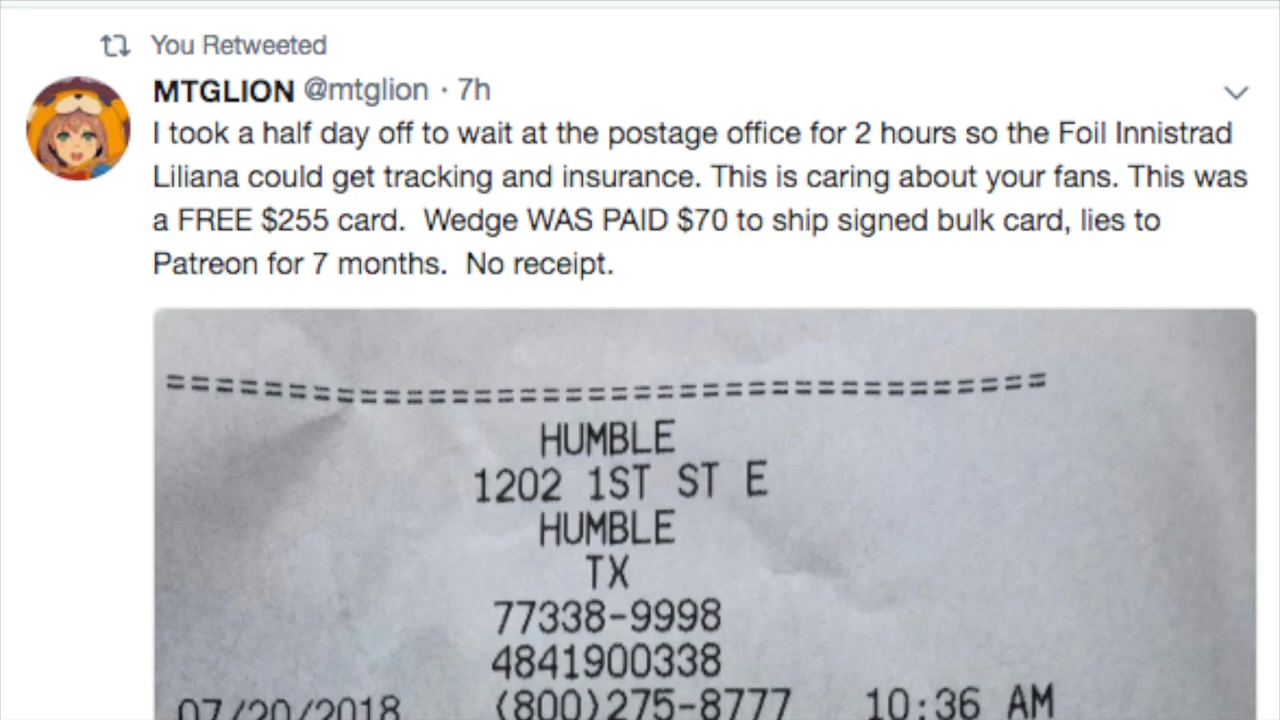 You Retweeted
MTGLION @mtglion · 7h
I took a half day off to wait at the postage office for 2 hours so the Foil Innistrad
Liliana could get tracking and insurance. This is caring about your fans. This was
a FREE $255 card.  Wedge WAS PAID $70 to ship signed bulk card, lies to
Patreon for 7 months.  No receipt.
======================================
HUMBLE
1202 1ST ST E
HUMBLE
TX
77338-9998
4841900338
07/20/2018 (800)275-8777 10:36 AM